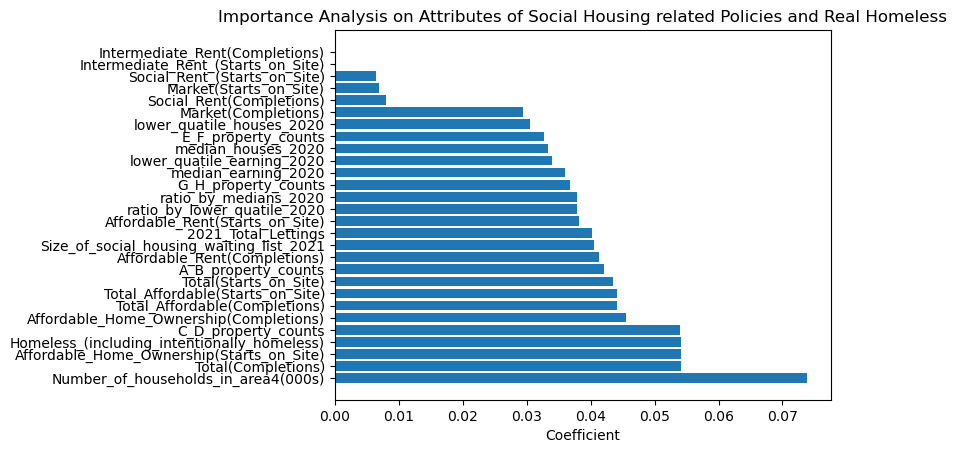 Importance Analysis on Attributes of Social Housing related Policies and Real Homeless
Intermediate_Rent(Completions)
Intermediate_Rent_(Starts_on_Site)
Social_Rent_(Starts_on_Site)
Market(Starts_on_Site)
Social_Rent(Completions)
Market(Completions)
lower_quatile_houses_2020
E_F_property_counts
median_houses_2020
lower_quatile_earning_2020
median_earning_2020
G_H_property_counts
ratio_by_medians_2020
ratio_by_lower_quatile_2020
Affordable_Rent(Starts_on_Site)
2021_Total_Lettings
Size_of_social_housing_waiting_list_2021
Affordable_Rent(Completions)
A_B_property_counts
Total(Starts_on_Site)
Total_Affordable(Starts_on_Site)
Total_Affordable(Completions)
Affordable_Home_Ownership(Completions)
C_D_property_counts
Homeless_(including_intentionally_homeless)
Affordable_Home_Ownership(Starts_on_Site)
Total(Completions)
Number_of_households_in_area4(000s)
0.00 0.01 0.02 0.03 0.04 0.05 0.06 0.07
Coefficient